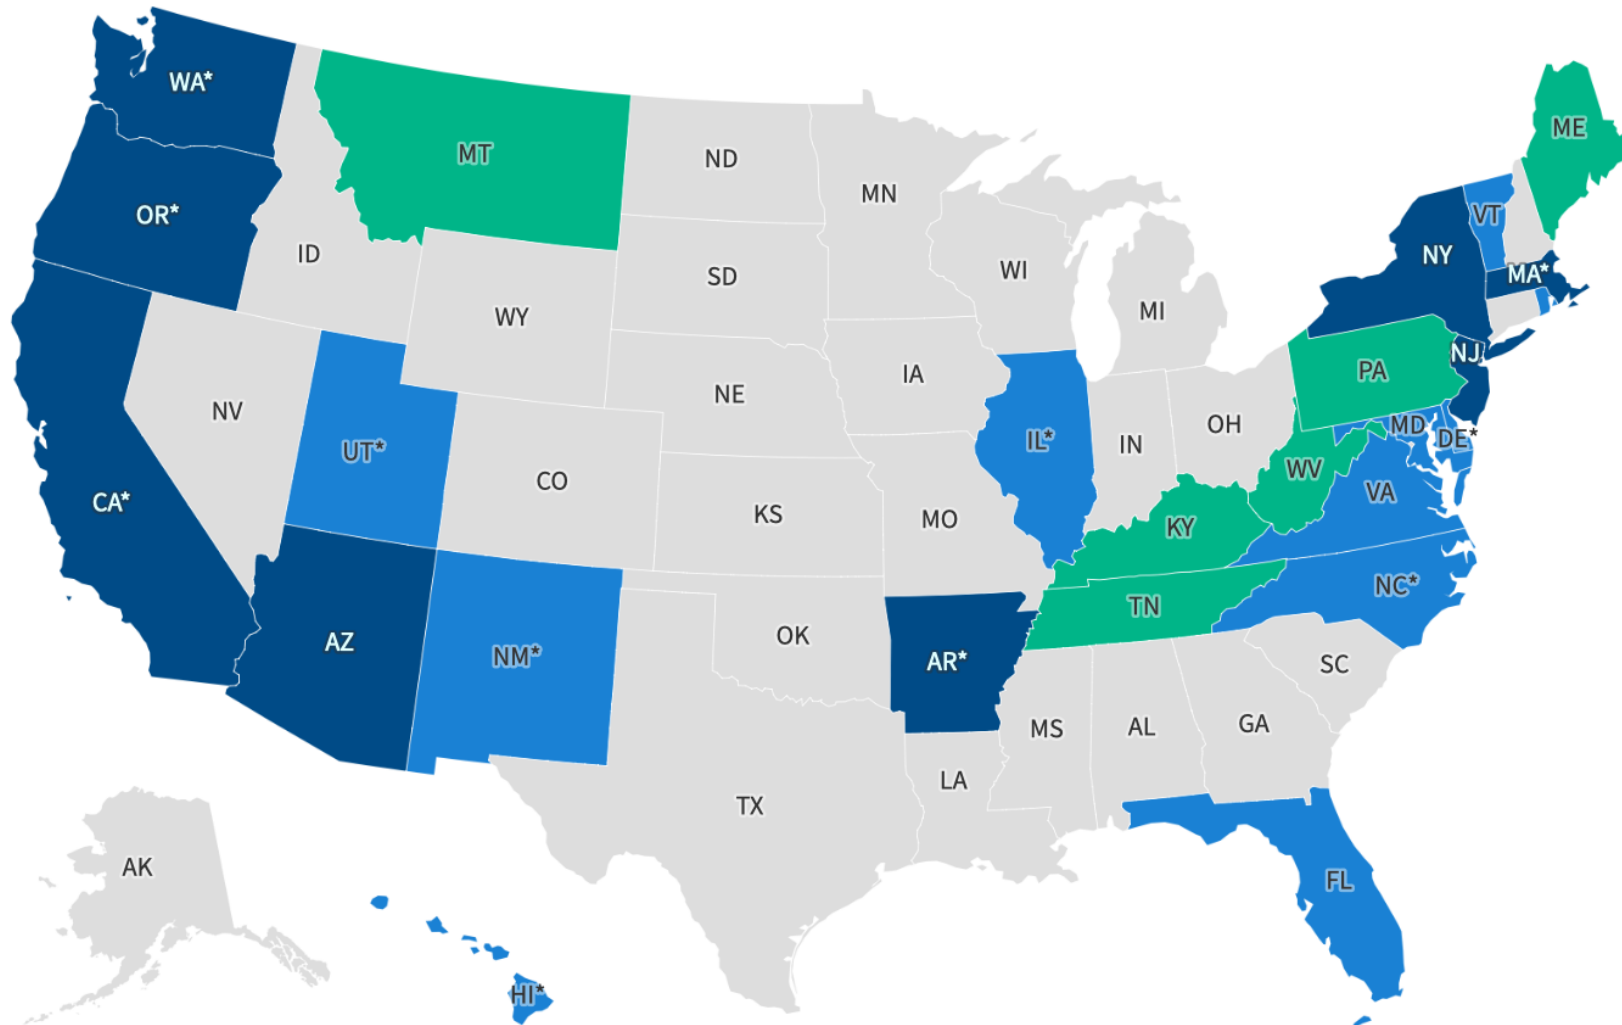 WA*
MT
ME
ND
MN
OR*
VT
ID
NY
WI
MA*
SD
MI
WY
NJ
PA
IA
NE
NV
OH
MD
DE*
IL*
IN
UT*
WV
CO
VA
CA*
KS
MO
KY
NC*
TN
AZ
OK
NM*
AR*
SC
MS
AL
GA
LA
TX
AK
FL
HI*